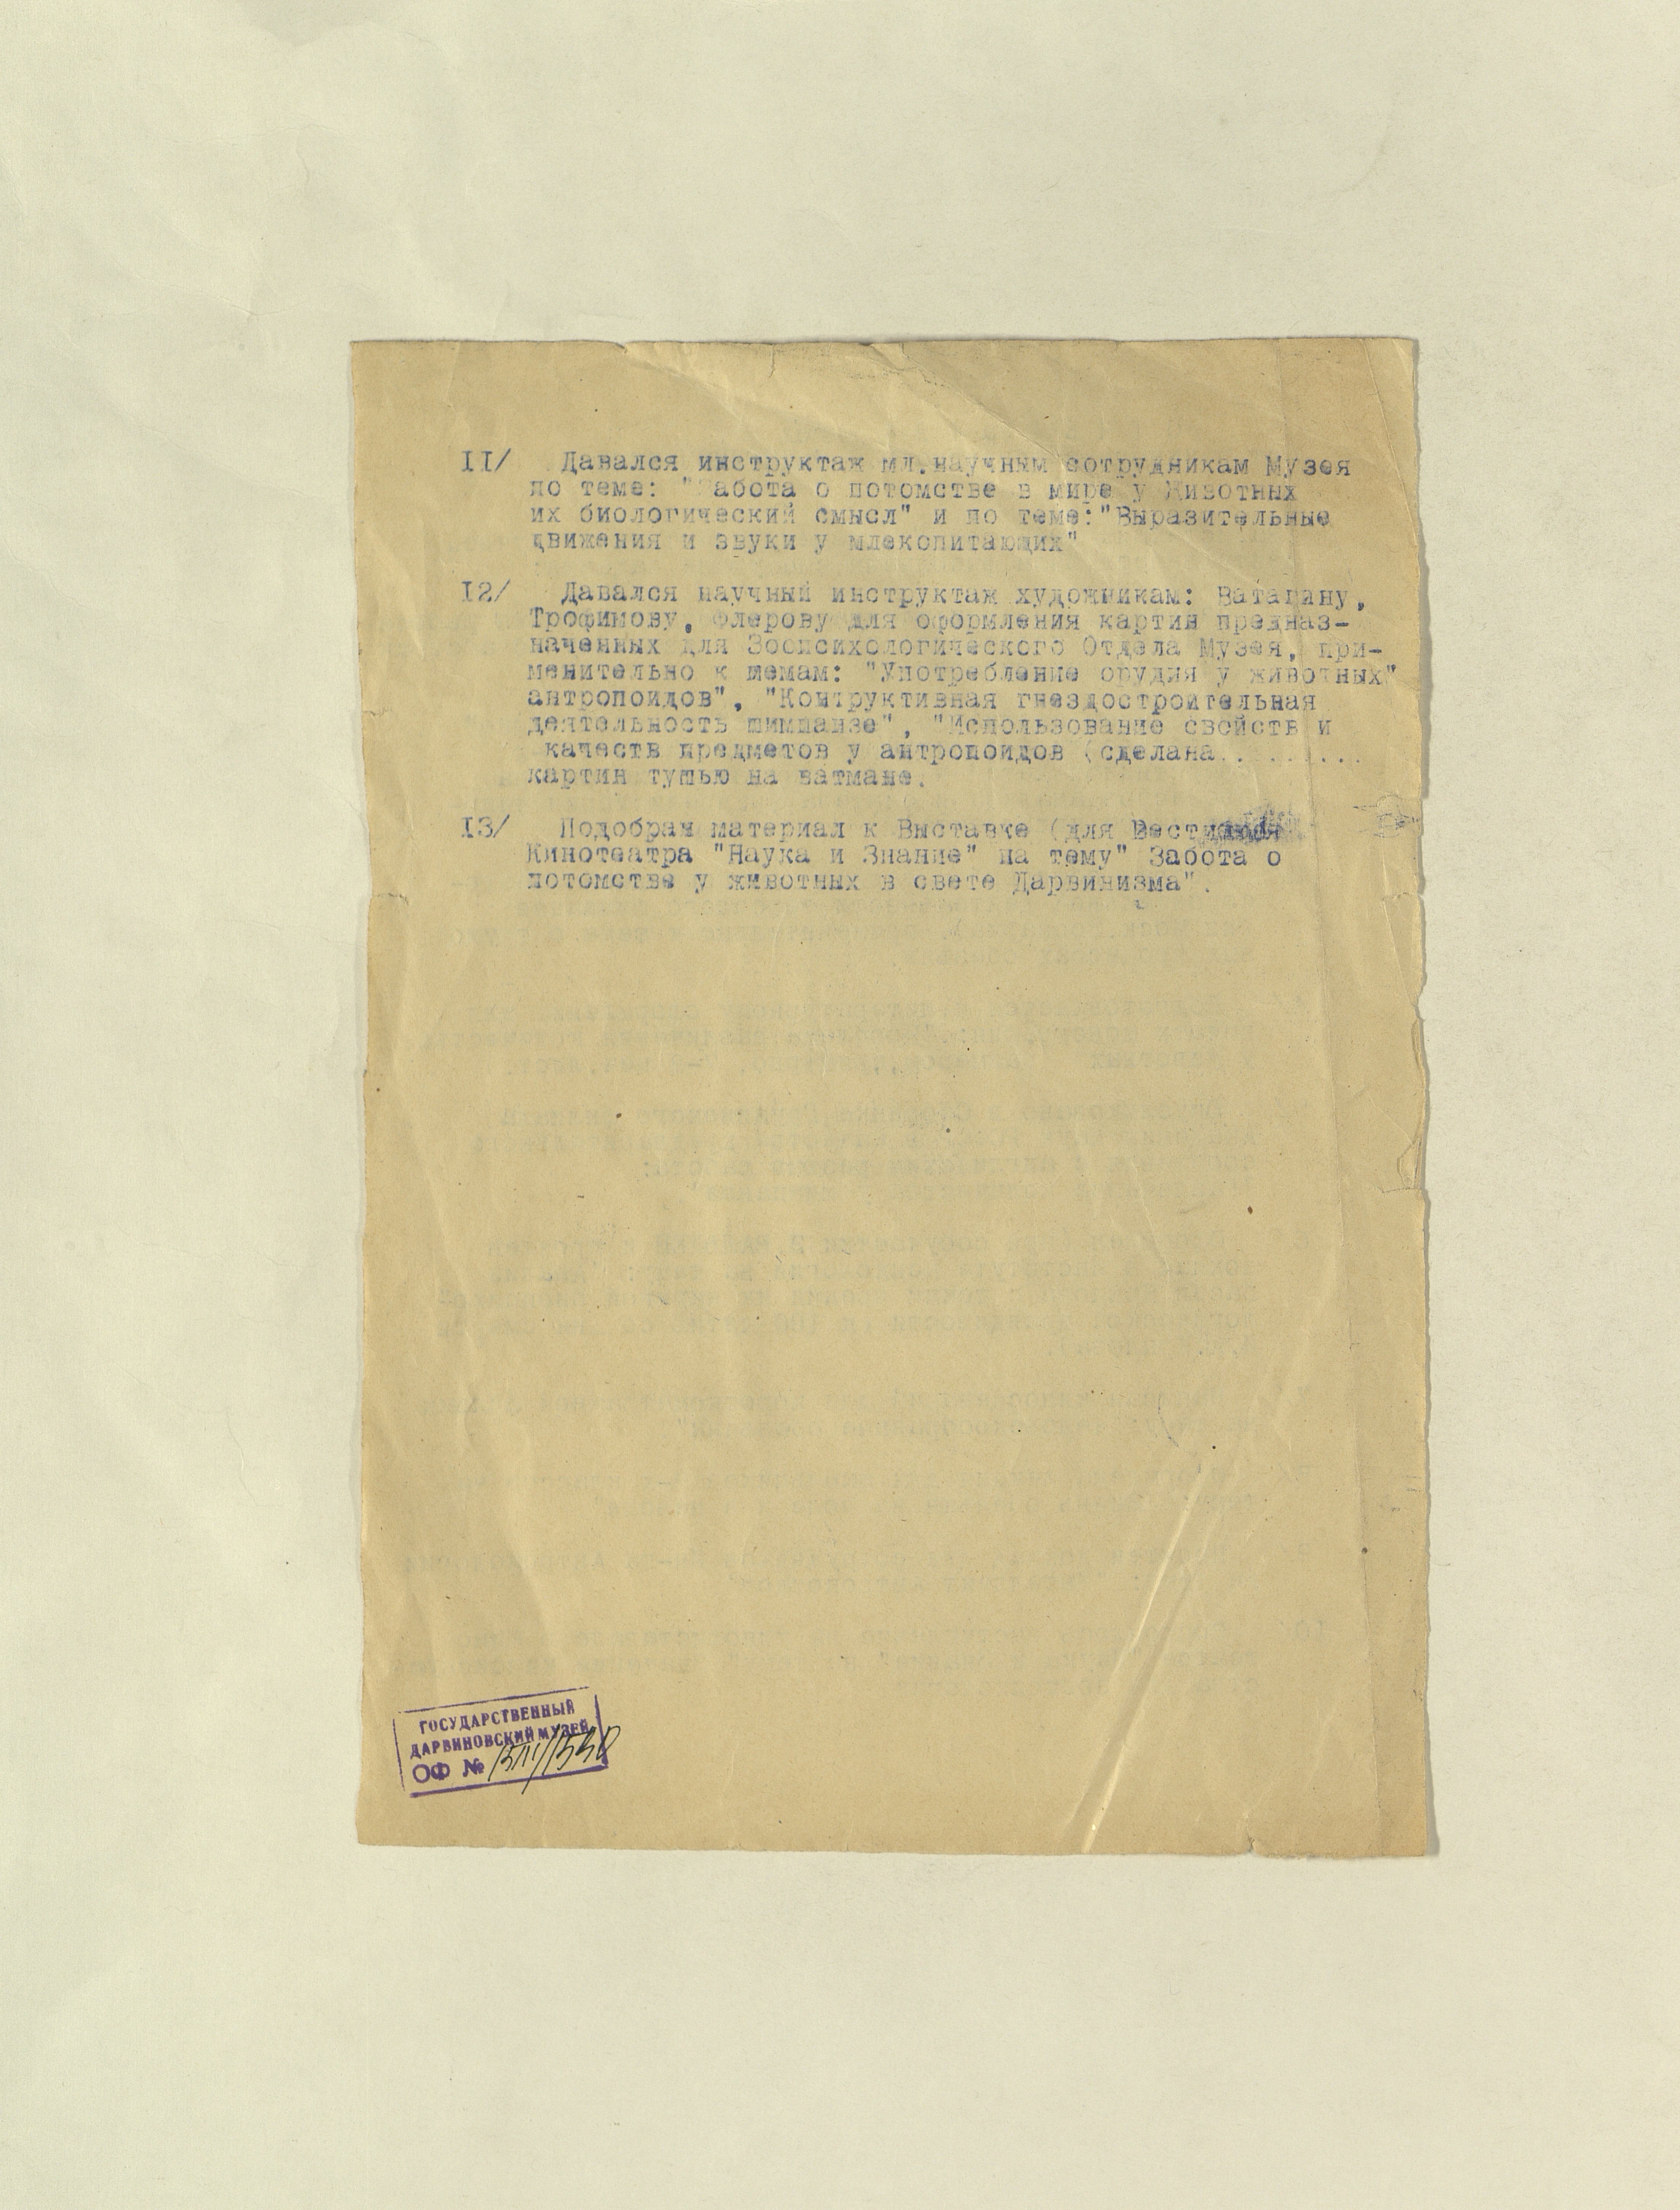 II/ Давался инструктаж мл.научным сотрудникам Музея
по теме: "Забота о потомстве в мире у Животных
их биологический смысл" и по теме:"Выразительные
движения и звуки у млекопитающих"
I2/ Давался научный инструктаж художникам: Ватагину,
Трофимову, Флерову для оформления картин предназ-
наченных для Зоопсихологического Отдела Музея, при-
менительно к темам: "Употребление орудия у животных"
антропоидов", "Контруктивная гнездостроительная
деятельность шимпанзе", "Использование свойств и
качеств предметов у антропоидов (сделана.........
картин тушью на ватмане.
I3/ Подобран материал к Выставке (для Вестибюля
Кинотеатра "Наука и Знание" на тему" Забота о
потомстве у животных в свете Дарвинизма".
ГОСУДАРСТВЕННЫЙ
ДАРВИНОВСКИЙ МУЗЕЙ
ОФ №